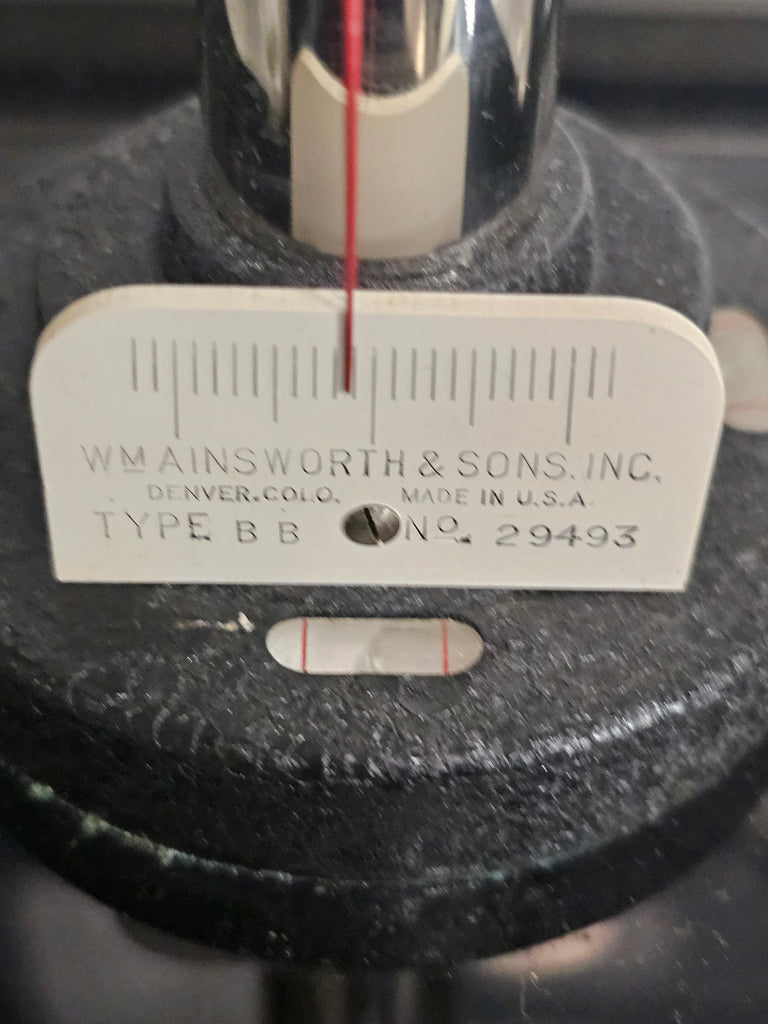 WM AINSWORTH & SONS. INC.
DENVER. COLO. MADE IN U.S.A.
TYPE B B No. 29493